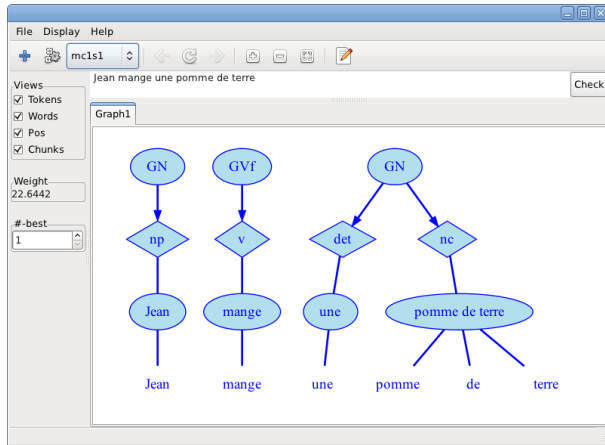 File Display Help
mc1s1
Views
Tokens
Words
Pos
Chunks
Weight
22.6442
#-best
1
Jean mange une pomme de terre
Check
Graph1
GN GVf GN
np v det nc
Jean mange une pomme de terre
Jean mange une pomme de terre